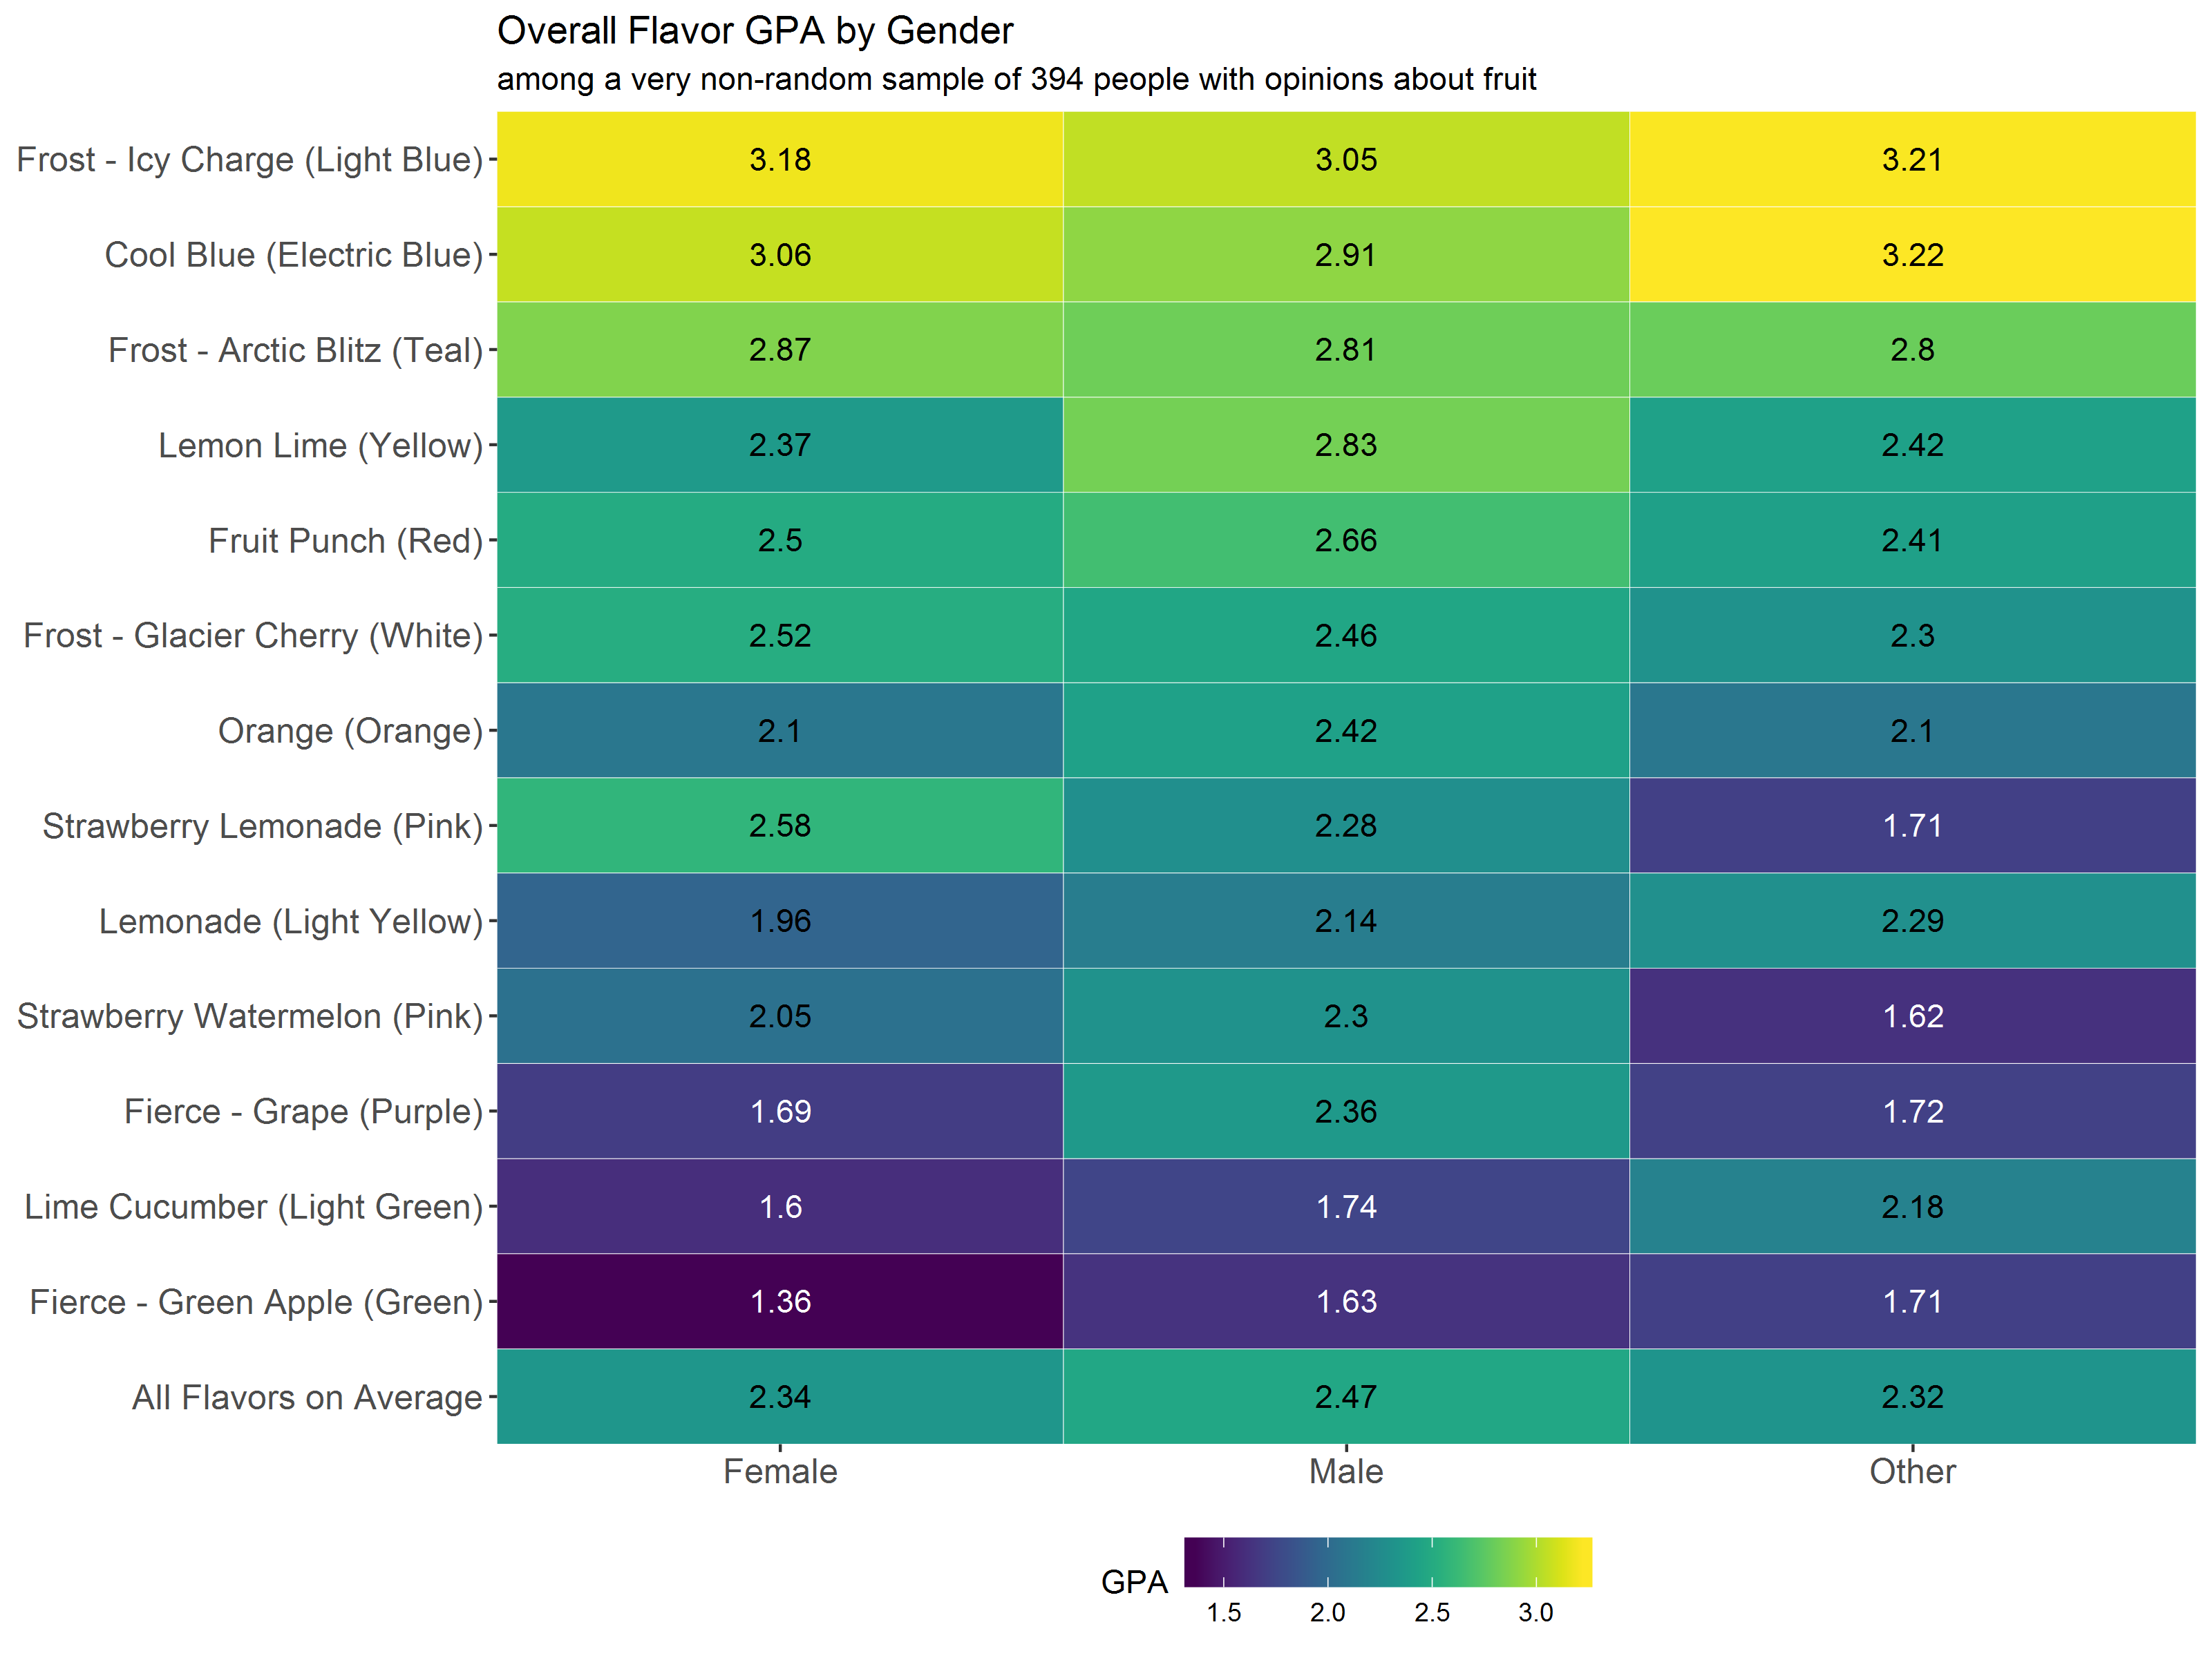 Overall Flavor GPA by Gender
among a very non-random sample of 394 people with opinions about fruit
Frost - Icy Charge (Light Blue) 3.18 3.05 3.21
Cool Blue (Electric Blue) 3.06 2.91 3.22
Frost - Arctic Blitz (Teal) 2.87 2.81 2.8
Lemon Lime (Yellow) 2.37 2.83 2.42
Fruit Punch (Red) 2.5 2.66 2.41
Frost - Glacier Cherry (White) 2.52 2.46 2.3
Orange (Orange) 2.1 2.42 2.1
Strawberry Lemonade (Pink) 2.58 2.28 1.71
Lemonade (Light Yellow) 1.96 2.14 2.29
Strawberry Watermelon (Pink) 2.05 2.3 1.62
Fierce - Grape (Purple) 1.69 2.36 1.72
Lime Cucumber (Light Green) 1.6 1.74 2.18
Fierce - Green Apple (Green) 1.36 1.63 1.71
All Flavors on Average 2.34 2.47 2.32
Female Male Other
GPA
1.5 2.0 2.5 3.0